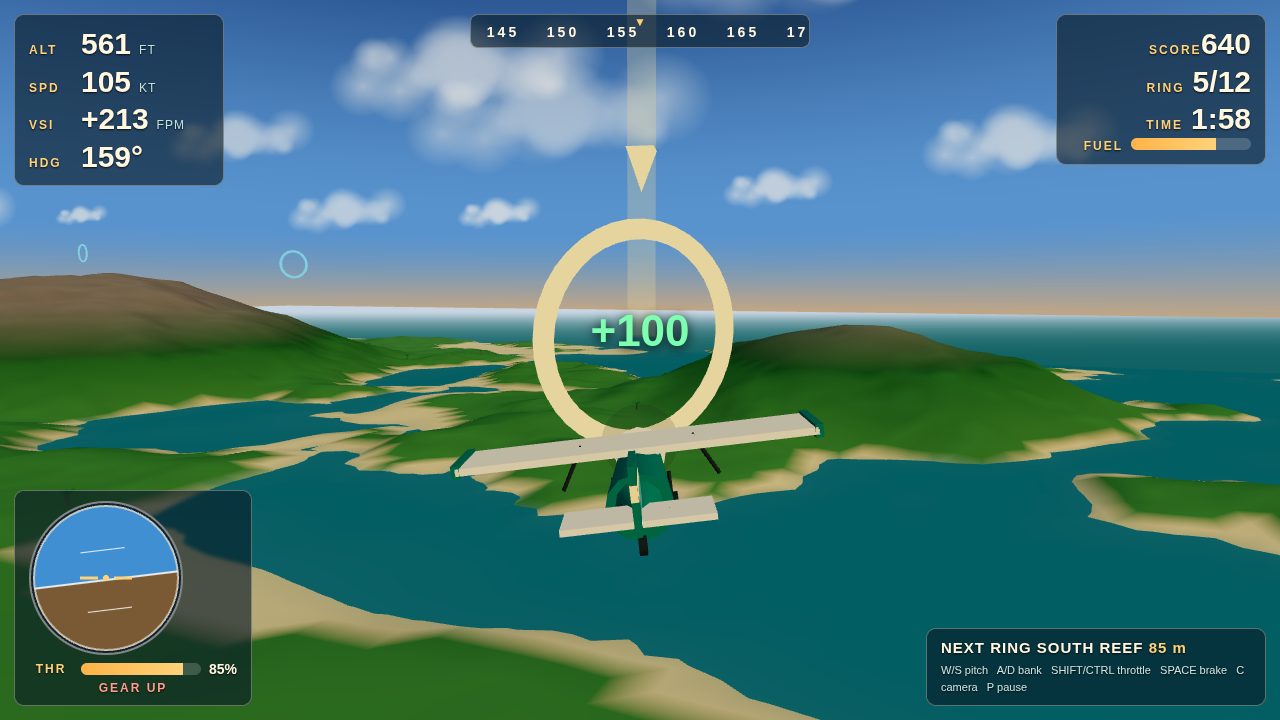 ALT 561 FT
SPD 105 KT
VSI +213 FPM
HDG 159°
145 150 155 160 165 17
SCORE 640
RING 5/12
TIME 1:58
FUEL
+100
THR 85%
GEAR UP
NEXT RING SOUTH REEF 85 m
W/S pitch A/D bank SHIFT/CTRL throttle SPACE brake C
camera P pause